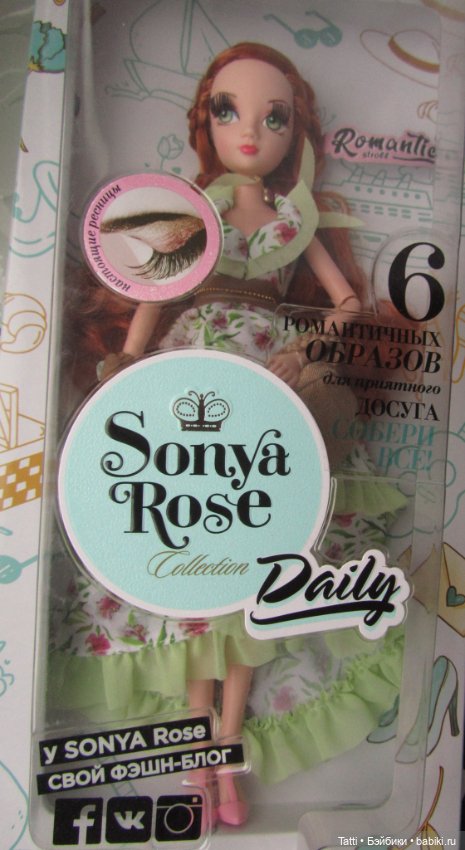 Romantic
stroll
настоящие ресницы
6
РОМАНТИЧНЫХ
ОБРАЗОВ
для приятного
ДОСУГА
СОБЕРИ
ВСЕ!
Sonya
Rose
Collection
Daily
У SONYA Rose
СВОЙ ФЭШН-БЛОГ
Tatti • Бэйбики • babiki.ru